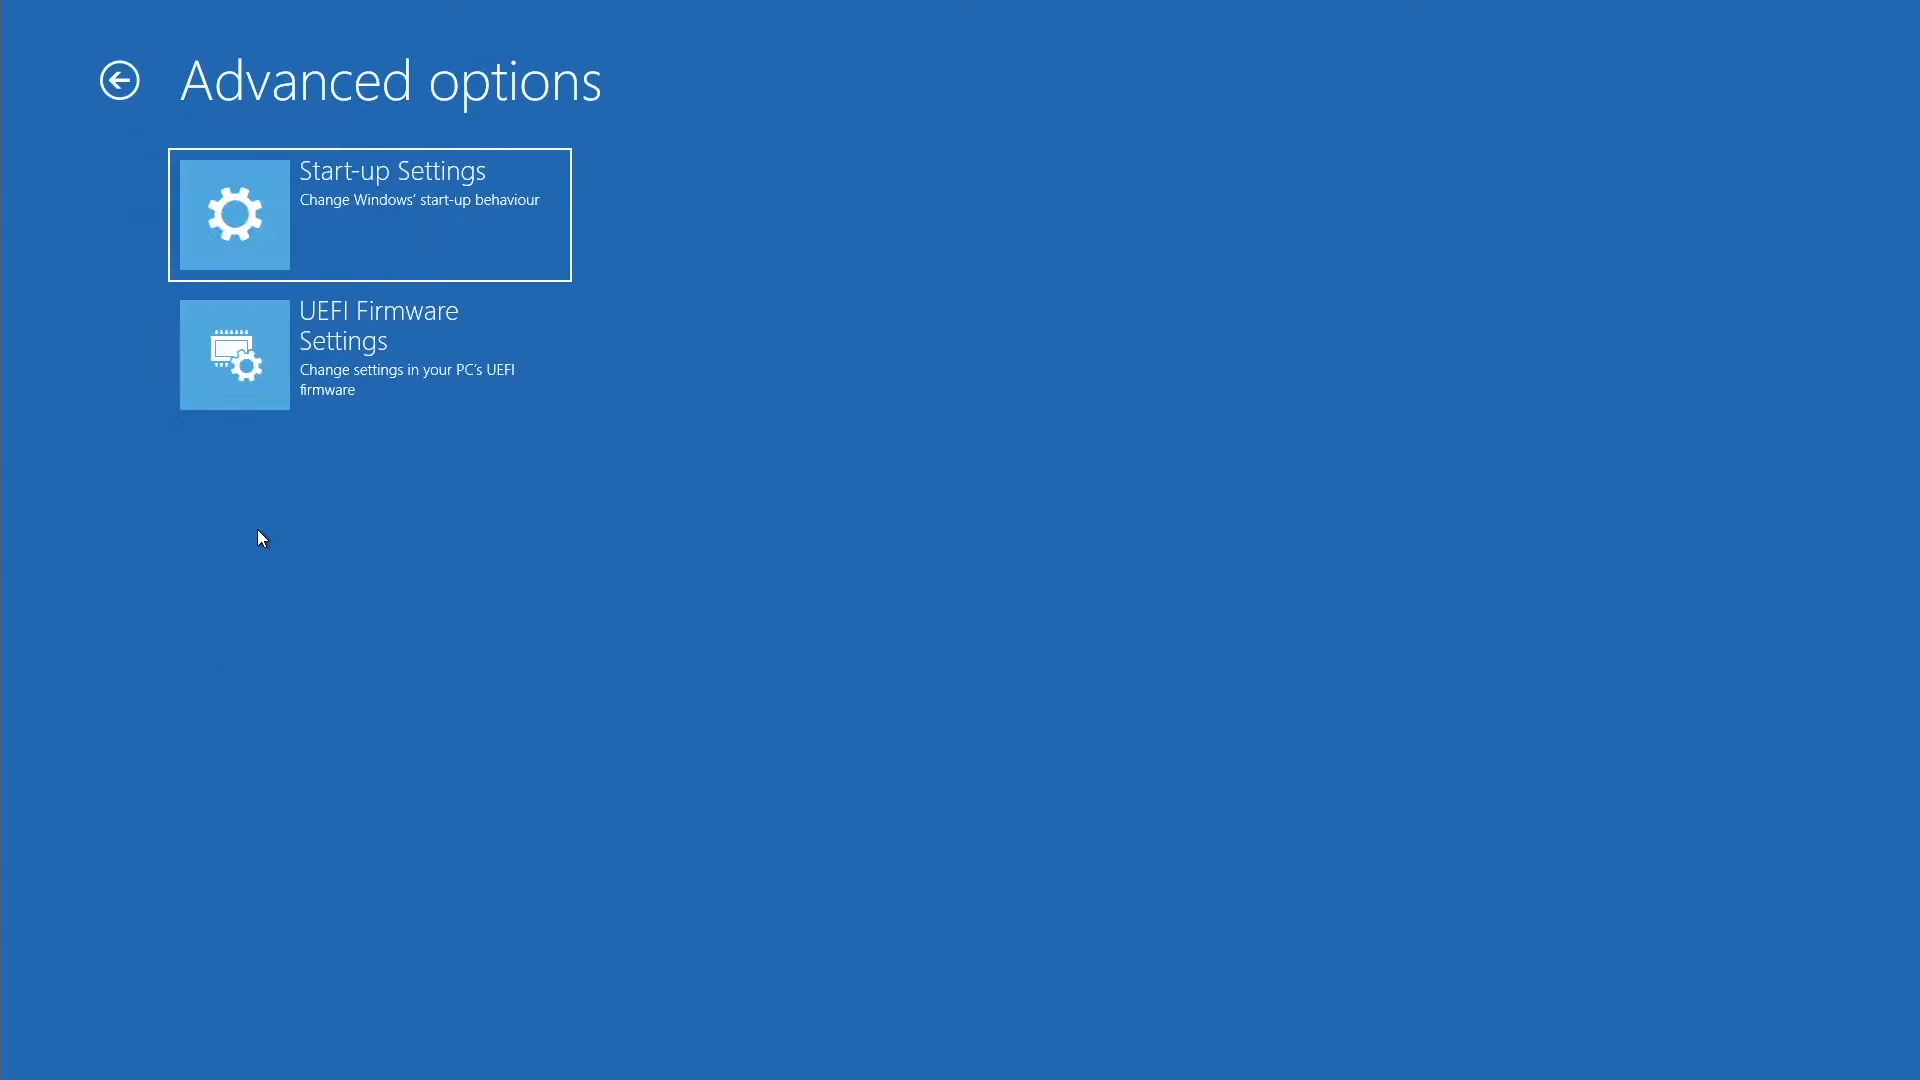 Advanced options
Start-up Settings
Change Windows’ start-up behaviour
UEFI Firmware
Settings
Change settings in your PC’s UEFI
firmware